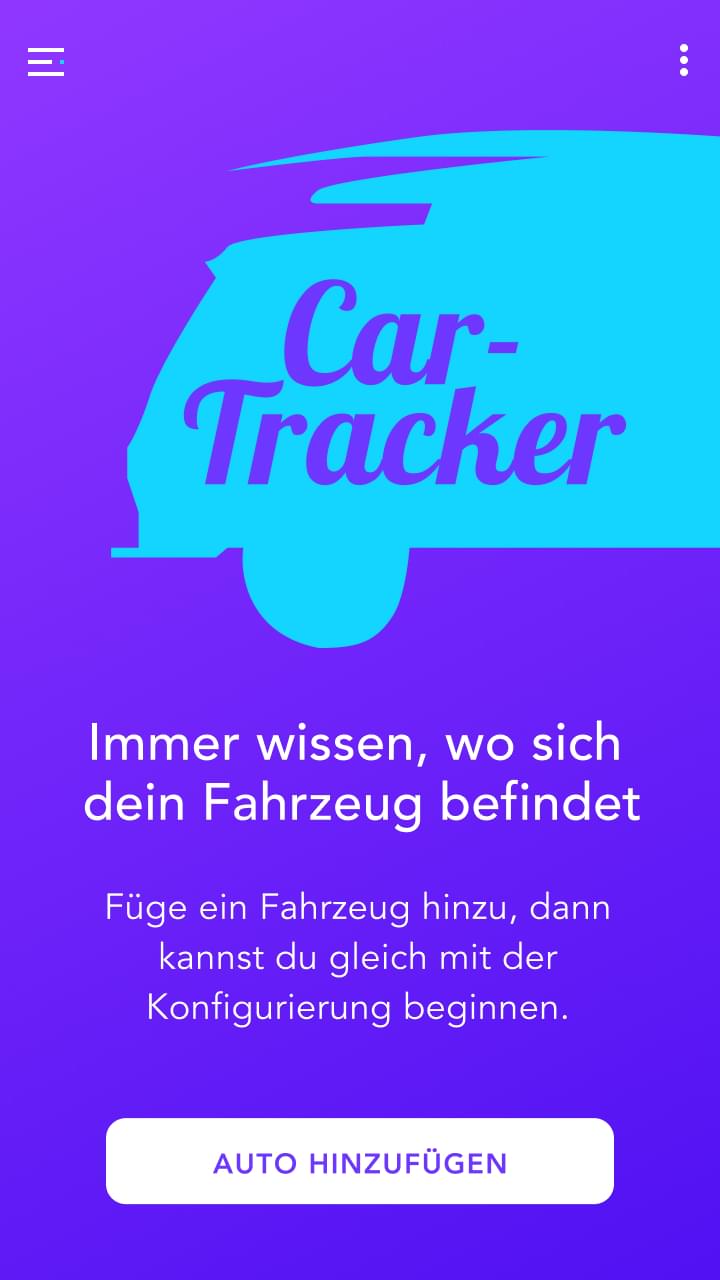 Car-
Tracker
Immer wissen, wo sich
dein Fahrzeug befindet
Füge ein Fahrzeug hinzu, dann
kannst du gleich mit der
Konfigurierung beginnen.
AUTO HINZUFÜGEN